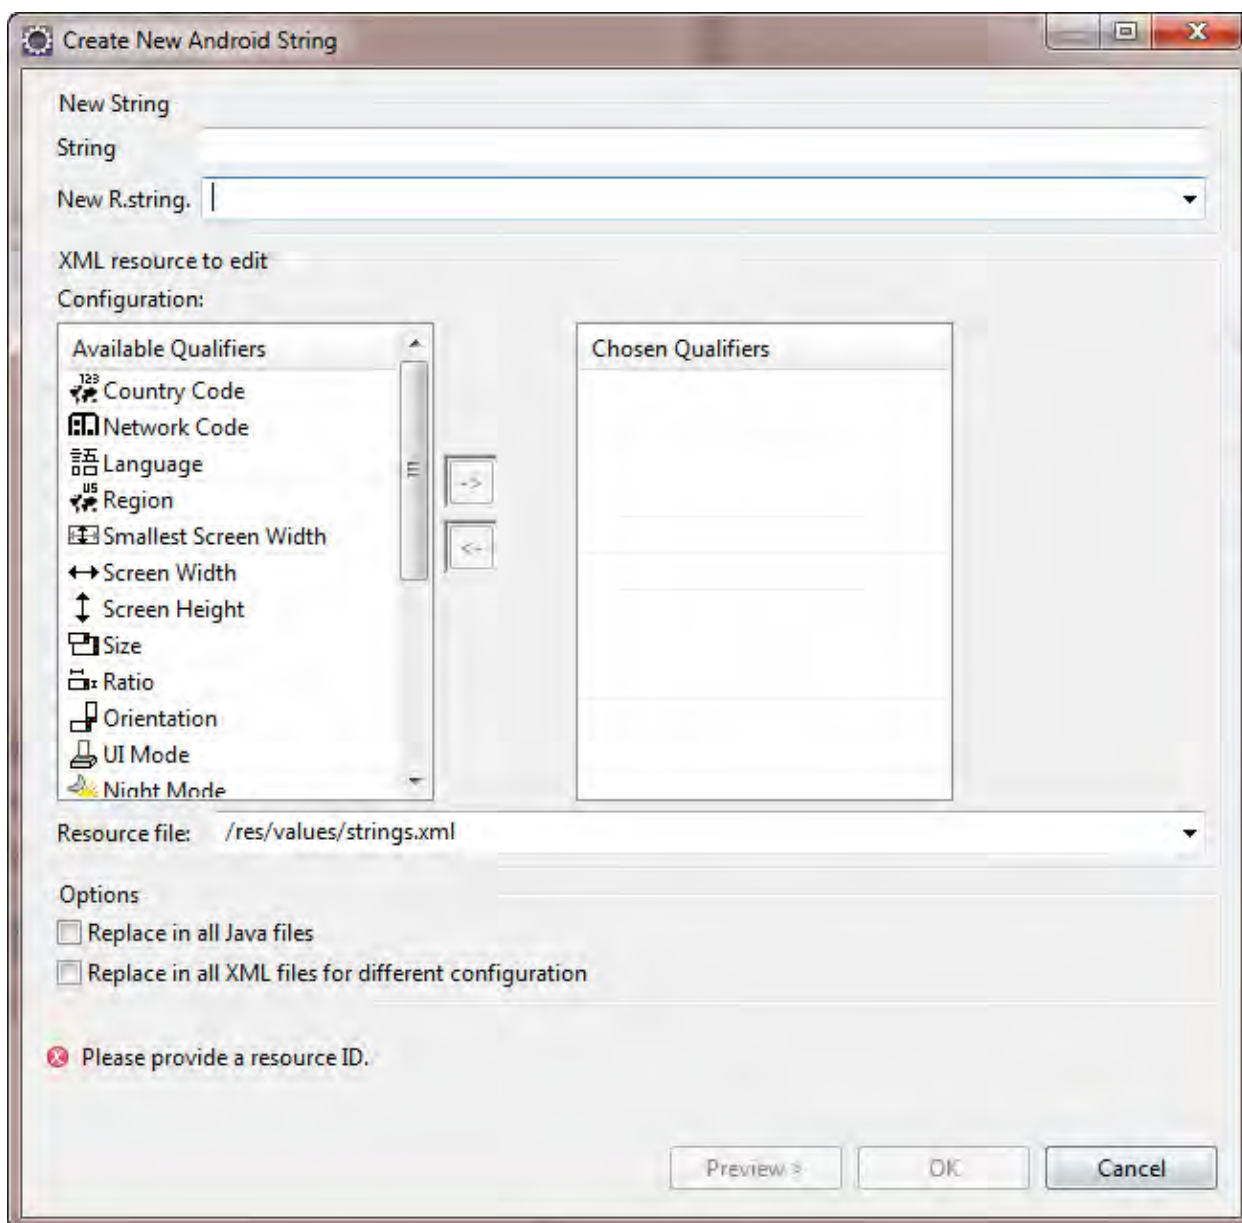 Create New Android String
New String
String
New R.string.
XML resource to edit
Configuration:
Available Qualifiers
Chosen Qualifiers
123
Country Code
Network Code
語
Language
US
Region
Smallest Screen Width
Screen Width
Screen Height
Size
Ratio
Orientation
UI Mode
Night Mode
->
<-
Resource file: /res/values/strings.xml
Options
Replace in all Java files
Replace in all XML files for different configuration
Please provide a resource ID.
Preview >
OK
Cancel